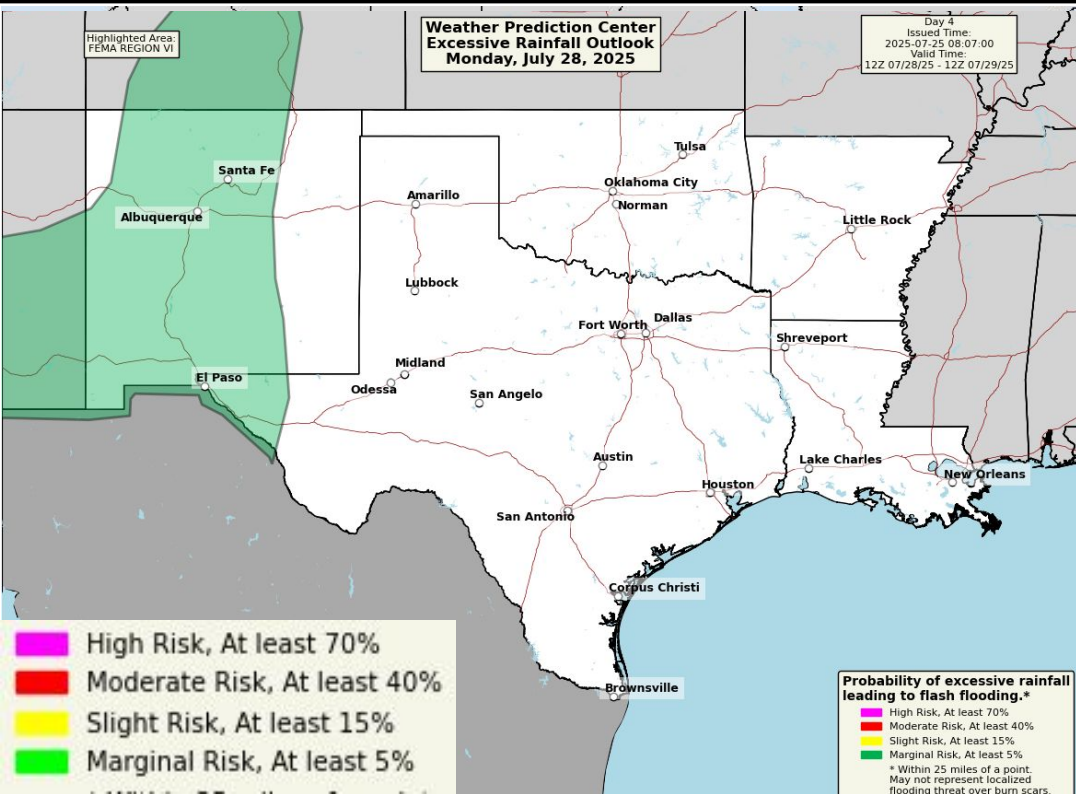 Highlighted Area:
FEMA REGION VI
Weather Prediction Center
Excessive Rainfall Outlook
Monday, July 28, 2025
Day 4
Issued Time:
2025-07-25 08:07:00
Valid Time:
12Z 07/28/25 - 12Z 07/29/25
Tulsa
Santa Fe
Oklahoma City
Amarillo
Norman
Albuquerque
Little Rock
Lubbock
Dallas
Fort Worth
Shreveport
Midland
El Paso
Odessa
San Angelo
Austin
Lake Charles
New Orleans
Houston
San Antonio
Corpus Christi
Brownsville
High Risk, At least 70%
Moderate Risk, At least 40%
Slight Risk, At least 15%
Marginal Risk, At least 5%
Probability of excessive rainfall
leading to flash flooding.*
High Risk, At least 70%
Moderate Risk, At least 40%
Slight Risk, At least 15%
Marginal Risk, At least 5%
* Within 25 miles of a point.
May not represent localized
flooding threat over burn scars.